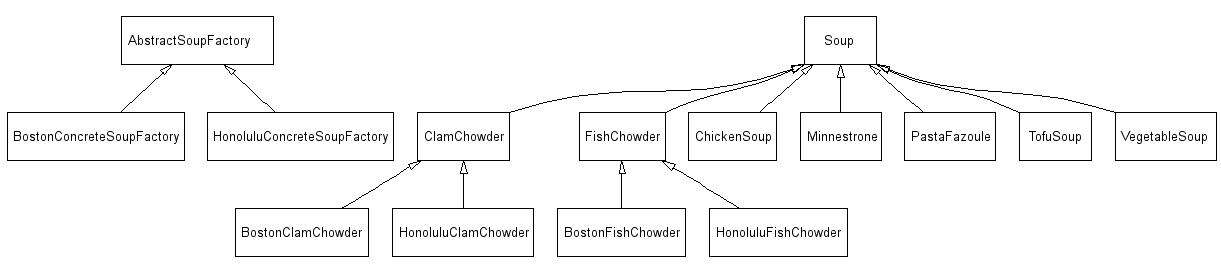 AbstractSoupFactory
Soup
BostonConcreteSoupFactory
HonoluluConcreteSoupFactory
ClamChowder
FishChowder
ChickenSoup
Minnestrone
PastaFazoule
TofuSoup
VegetableSoup
BostonClamChowder
HonoluluClamChowder
BostonFishChowder
HonoluluFishChowder